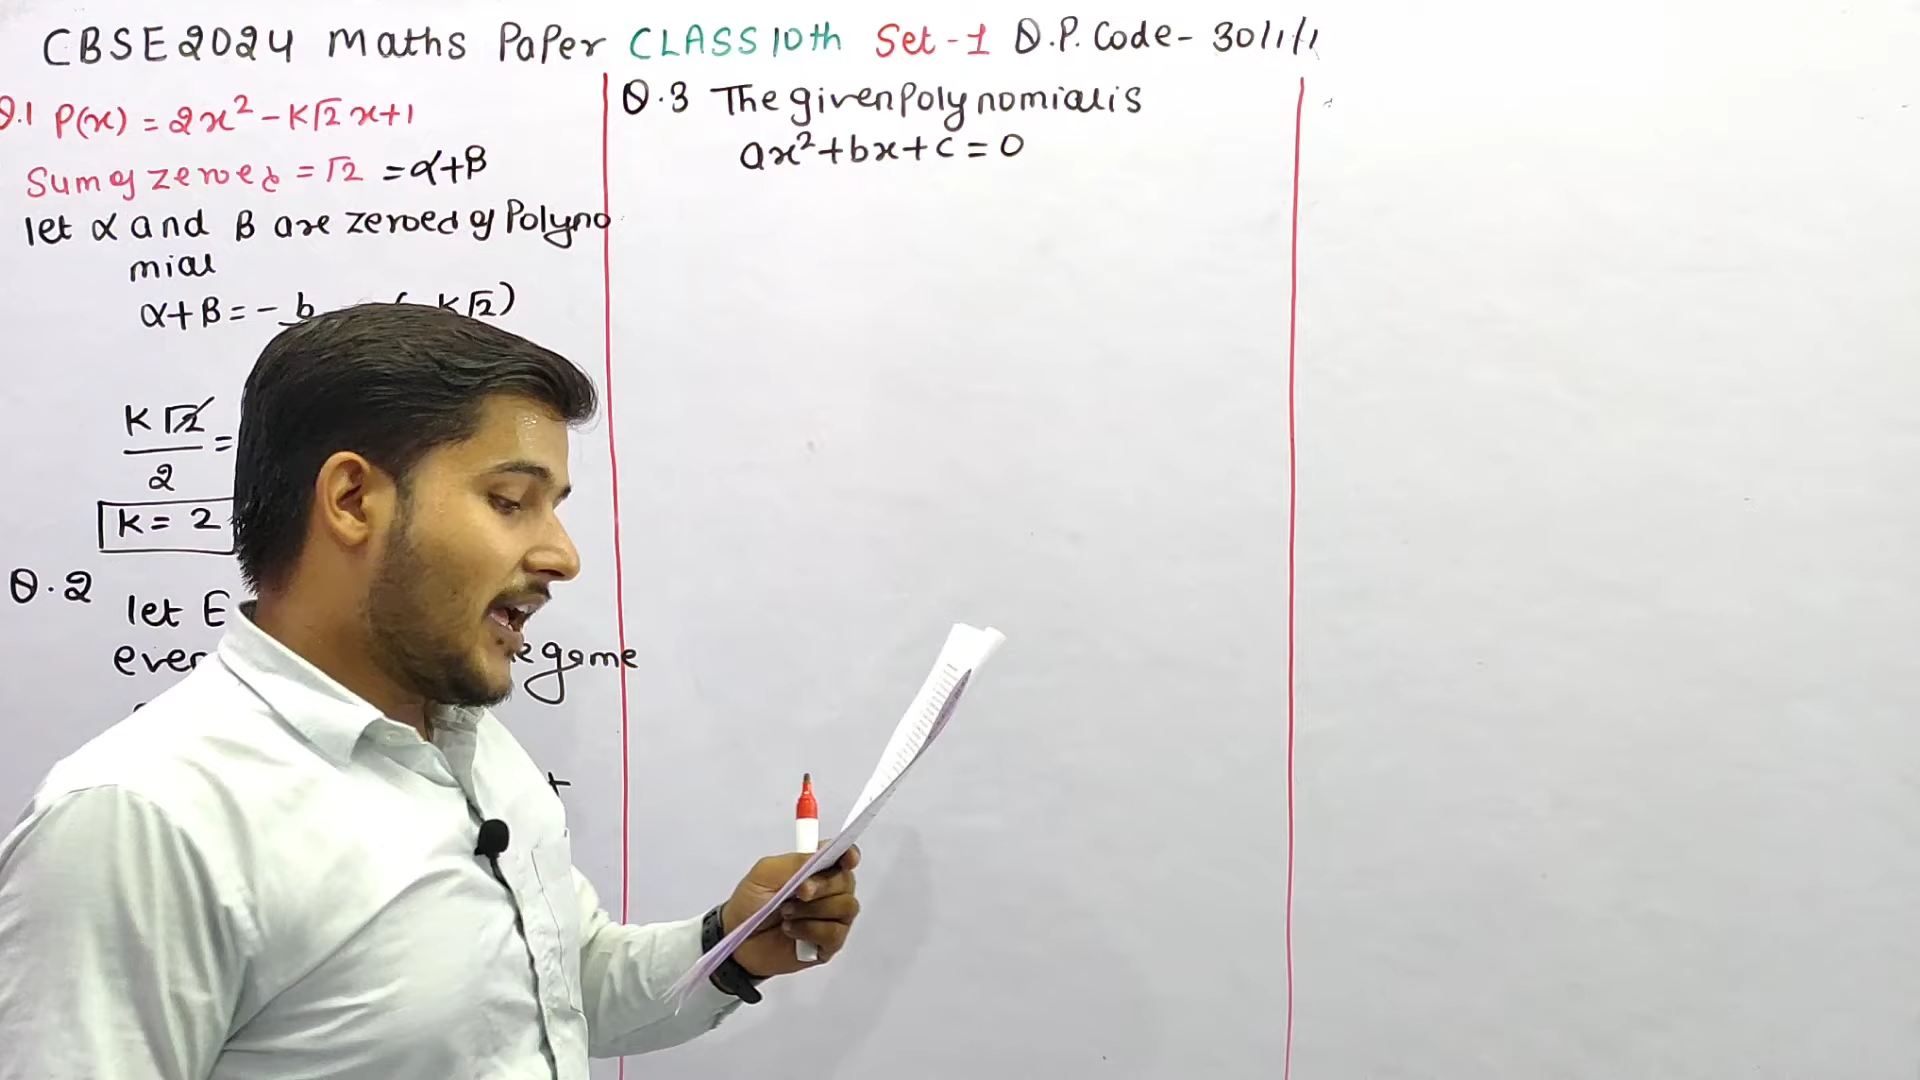 CBSE 2024 Maths Paper CLASS 10th Set-1 Q.P. Code- 30/1/1
Q.1 P(x) = 2x² - K√2 x+1
Sum of zeroes = √2 = α+β
let α and β are zeroed of Polyno
mial
α+β = - b K√2)
K√2
=
2
K = 2
Q.2
let E
game
Q.3 The given Polynomial is
ax²+bx+c = 0